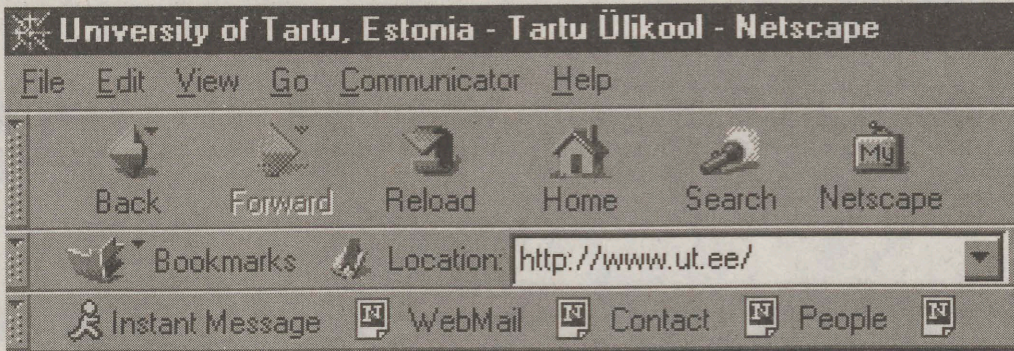 University of Tartu, Estonia - Tartu Ülikool - Netscape
File Edit View Go Communicator Help
My
Back Forward Reload Home Search Netscape
Bookmarks Location: http://www.ut.ee/
Instant Message N WebMail N Contact N People N